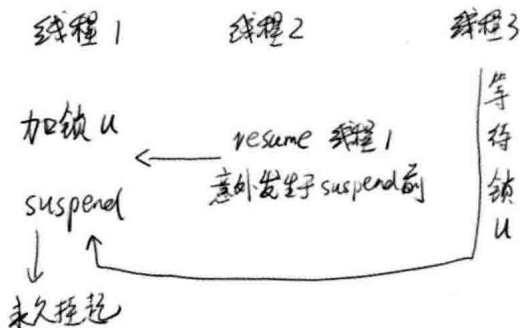 线程1 线程2 线程3
加锁u
resume 线程1
意外发生于suspend前
suspend
永久挂起
等待锁u